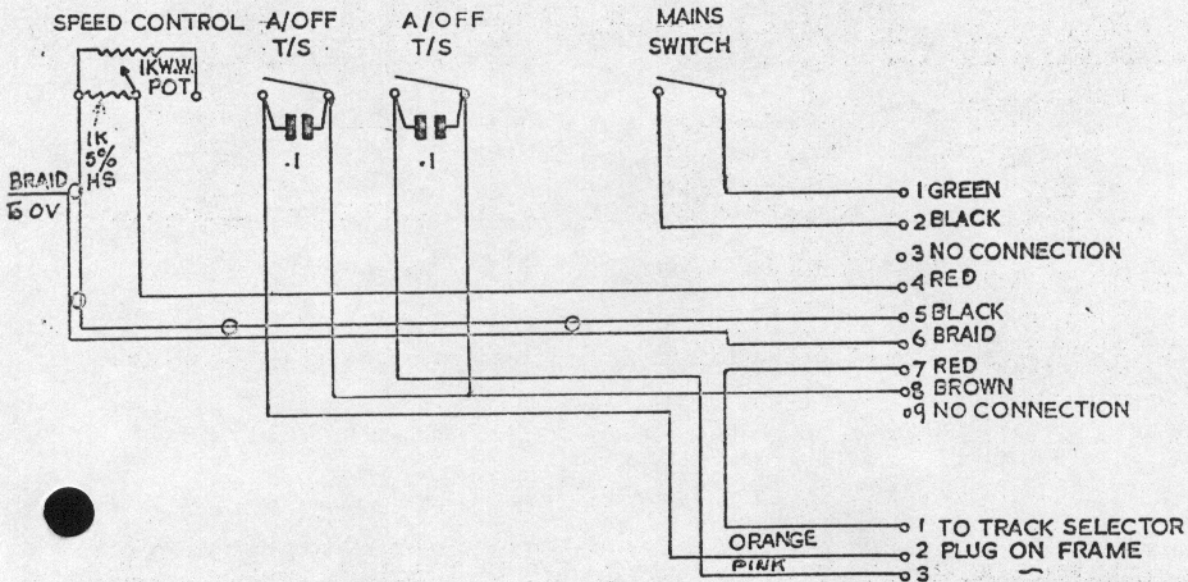 SPEED CONTROL
A/OFF
T/S
A/OFF
T/S
MAINS
SWITCH
1K W.W.
POT
1K
5%
HS
.1
.1
BRAID
TO OV
1 GREEN
2 BLACK
3 NO CONNECTION
4 RED
5 BLACK
6 BRAID
7 RED
8 BROWN
9 NO CONNECTION
ORANGE
PINK
1 TO TRACK SELECTOR
2 PLUG ON FRAME
3